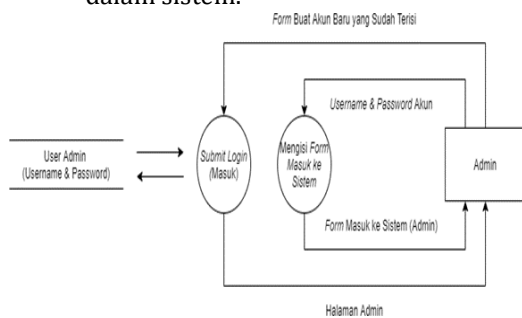 dalam sistem.
Form Buat Akun Baru yang Sudah Terisi
Username & Password Akun
User Admin
(Username & Password)
Submit Login
(Masuk)
Mengisi Form
Masuk ke
Sistem
Admin
Form Masuk ke Sistem (Admin)
Halaman Admin